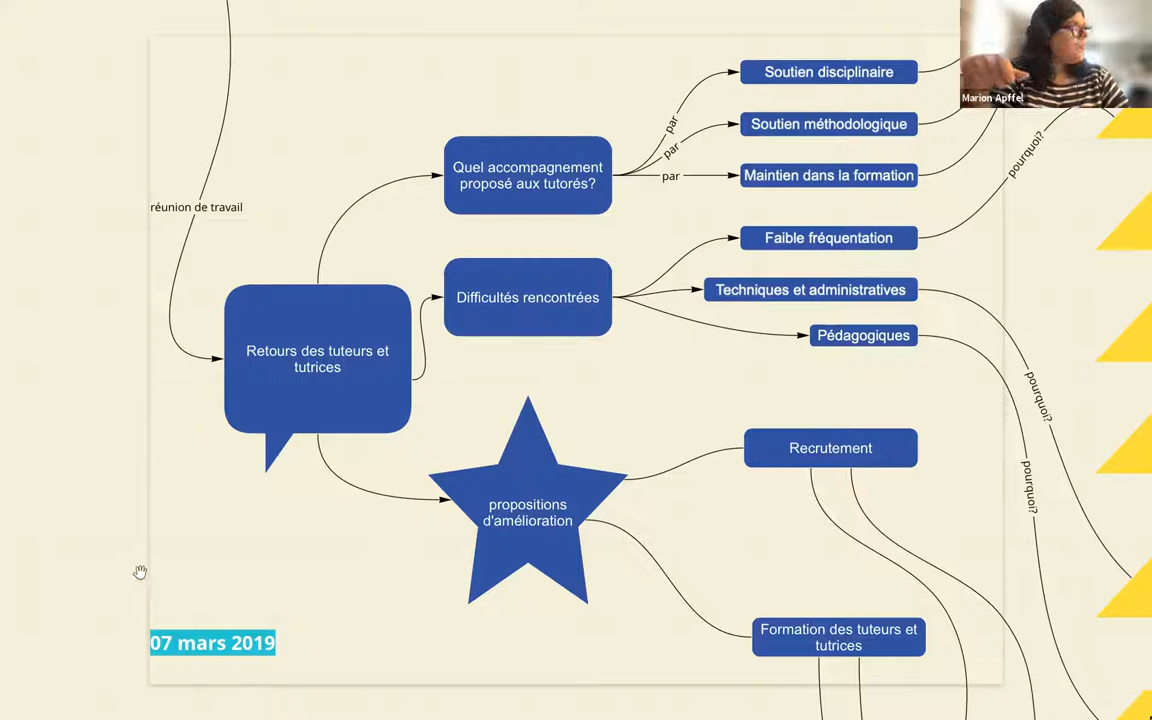 Soutien disciplinaire
Marion Apffel
par
Soutien méthodologique
par
Quel accompagnement
proposé aux tutorés?
par
Maintien dans la formation
pourquoi?
réunion de travail
Faible fréquentation
Difficultés rencontrées
Techniques et administratives
Pédagogiques
Retours des tuteurs et
tutrices
pourquoi?
Recrutement
pourquoi?
propositions
d'amélioration
Formation des tuteurs et
tutrices
07 mars 2019